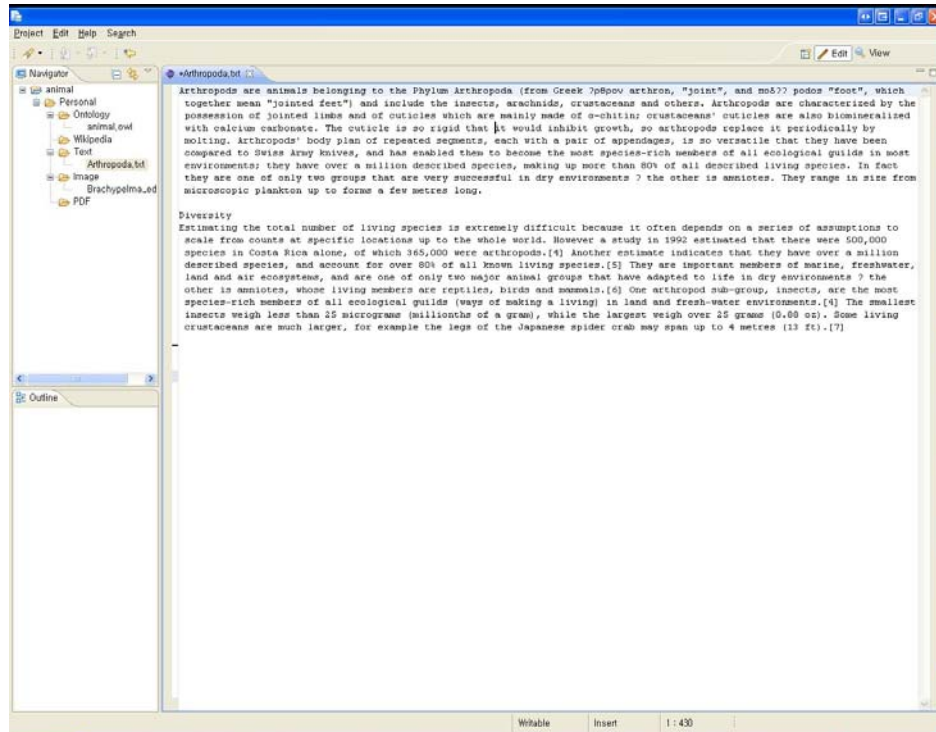 Project Edit Help Search
Edit View
Navigator
*Arthropoda.txt
animal
Personal
Ontology
animal.owl
Wikipedia
Text
Arthropoda.txt
Image
Brachypelma_ed
PDF
Arthropods are animals belonging to the Phylum Arthropoda (from Greek arthron, "joint", and podos "foot", which
together mean "jointed feet") and include the insects, arachnids, crustaceans and others. Arthropods are characterized by the
possession of jointed limbs and of cuticles which are mainly made of α-chitin; crustaceans' cuticles are also biomineralized
with calcium carbonate. The cuticle is so rigid that it would inhibit growth, so arthropods replace it periodically by
molting. Arthropods' body plan of repeated segments, each with a pair of appendages, is so versatile that they have been
compared to Swiss Army knives, and has enabled them to become the most species-rich members of all ecological guilds in most
environments; they have over a million described species, making up more than 80% of all described living species. In fact
they are one of only two groups that are very successful in dry environments ? the other is amniotes. They range in size from
microscopic plankton up to forms a few metres long.
Diversity
Estimating the total number of living species is extremely difficult because it often depends on a series of assumptions to
scale from counts at specific locations up to the whole world. However a study in 1992 estimated that there were 500,000
species in Costa Rica alone, of which 365,000 were arthropods.[4] Another estimate indicates that they have over a million
described species, and account for over 80% of all known living species.[5] They are important members of marine, freshwater,
land and air ecosystems, and are one of only two major animal groups that have adapted to life in dry environments ? the
other is amniotes, whose living members are reptiles, birds and mammals.[6] One arthropod sub-group, insects, are the most
species-rich members of all ecological guilds (ways of making a living) in land and fresh-water environments.[4] The smallest
insects weigh less than 25 micrograms (millionths of a gram), while the largest weigh over 25 grams (0.88 oz). Some living
crustaceans are much larger, for example the legs of the Japanese spider crab may span up to 4 metres (13 ft).[7]
Outline
Writable Insert 1 : 430